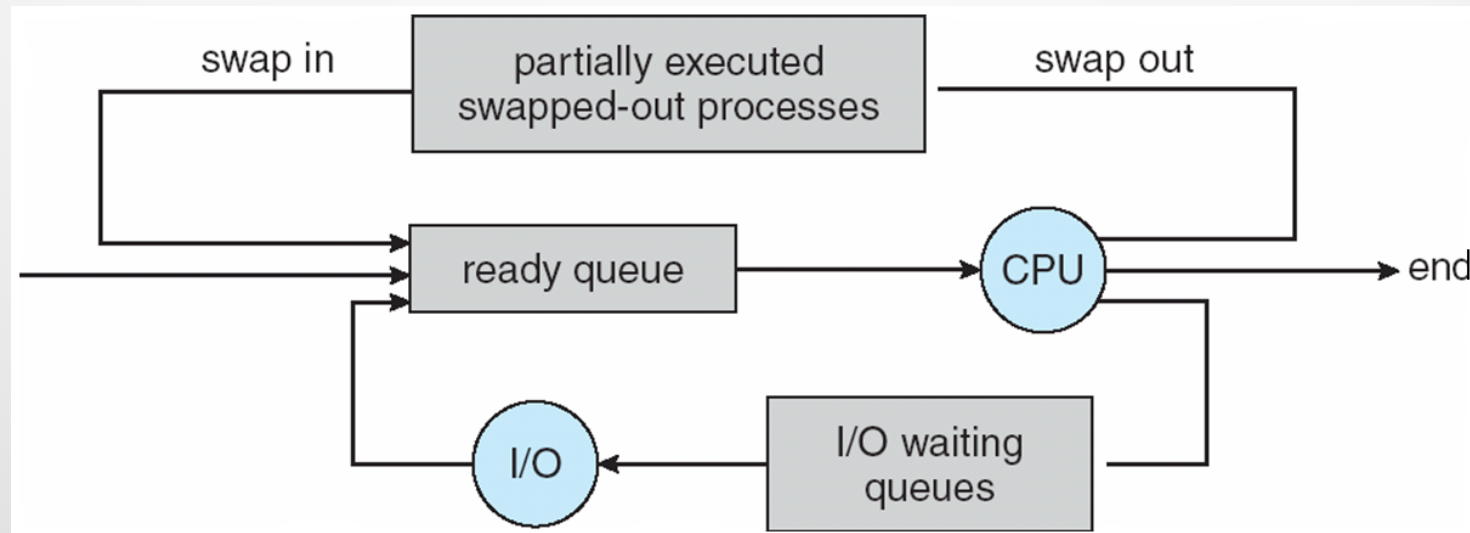 swap in
partially executed
swapped-out processes
swap out
ready queue
CPU
end
I/O
I/O waiting
queues